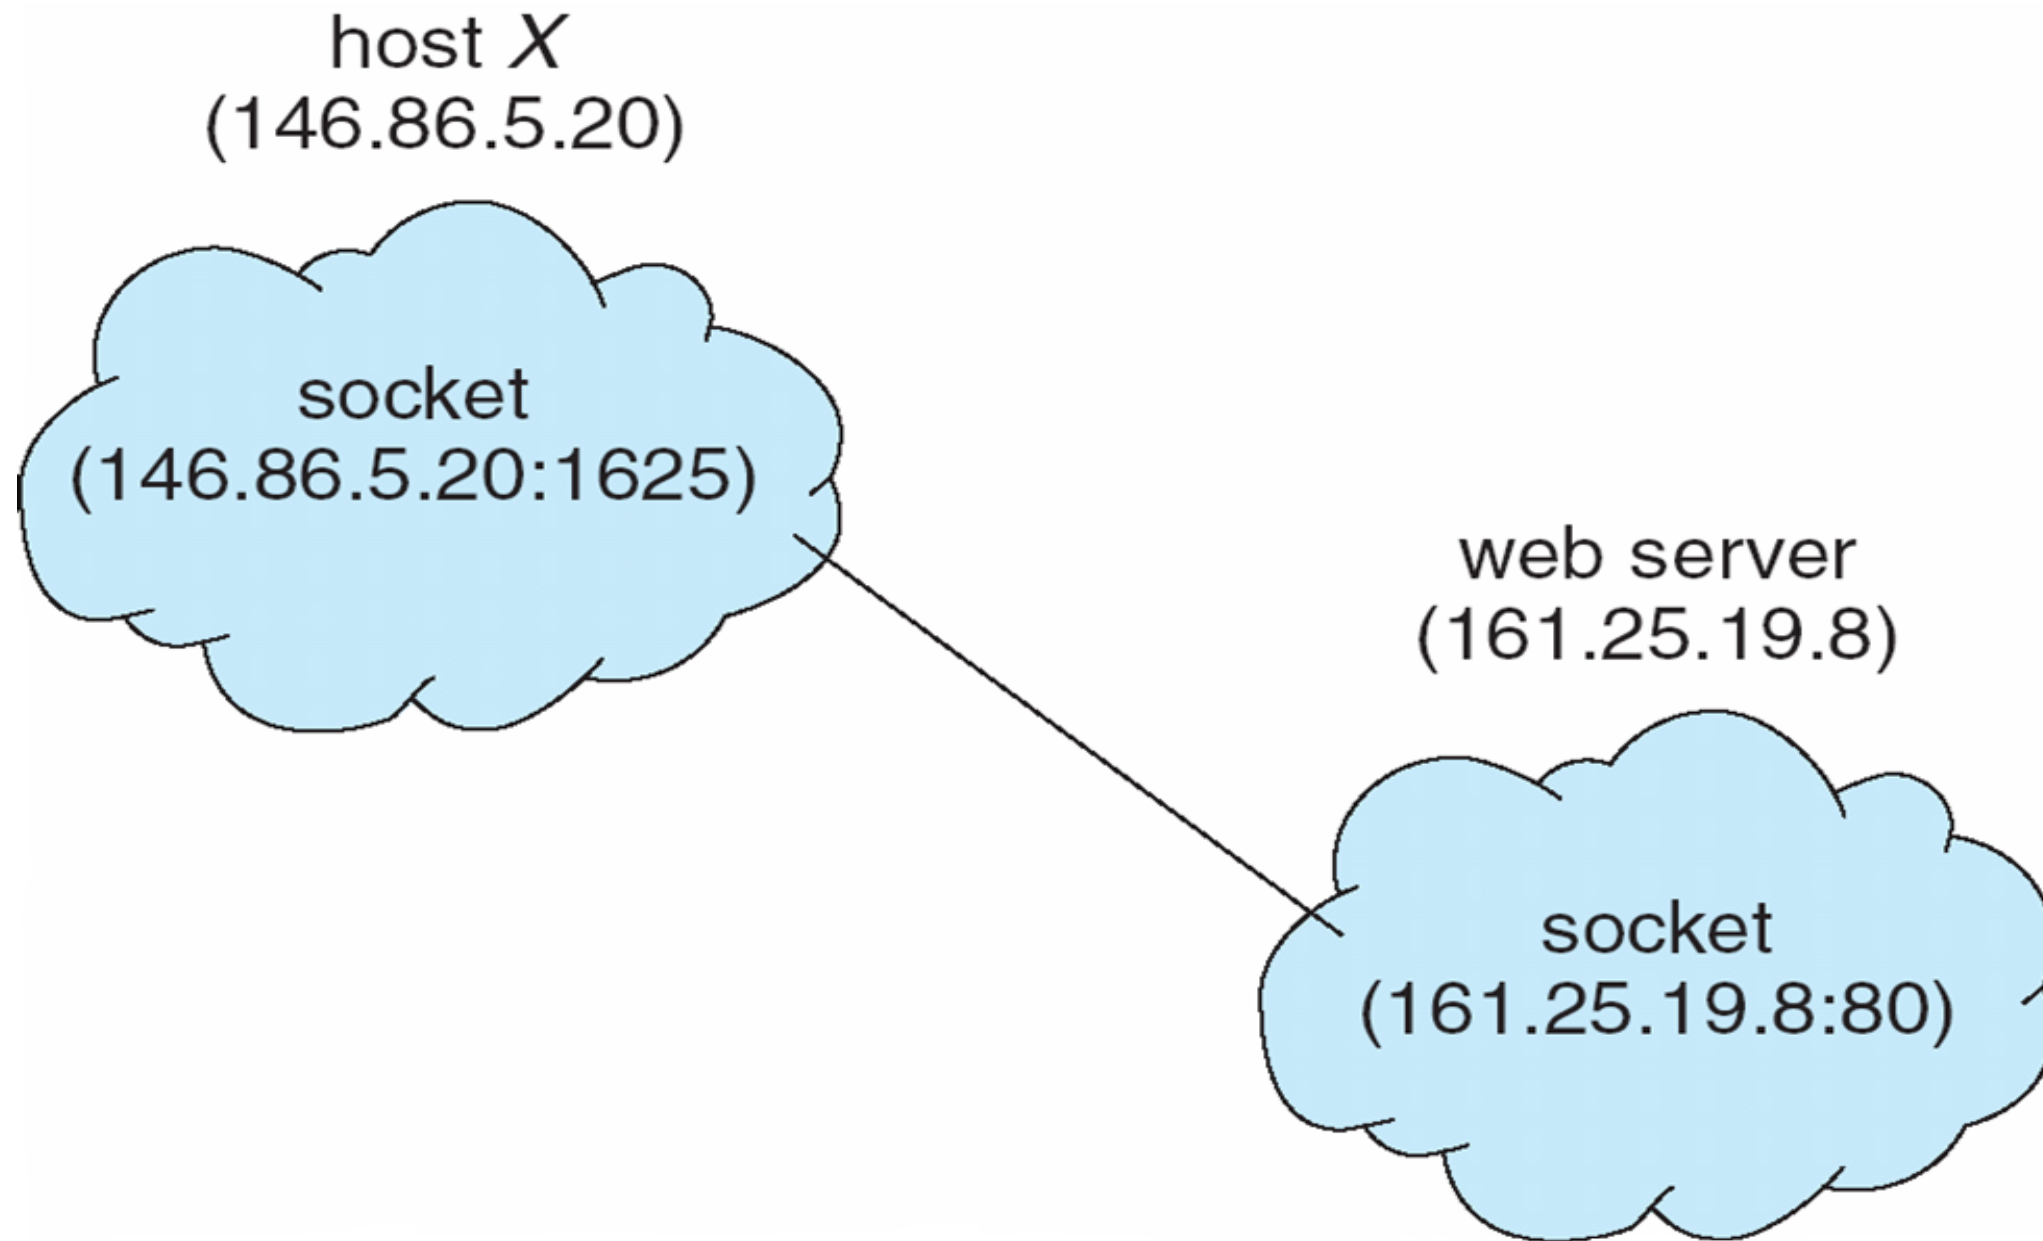 host X
(146.86.5.20)
socket
(146.86.5.20:1625)
web server
(161.25.19.8)
socket
(161.25.19.8:80)